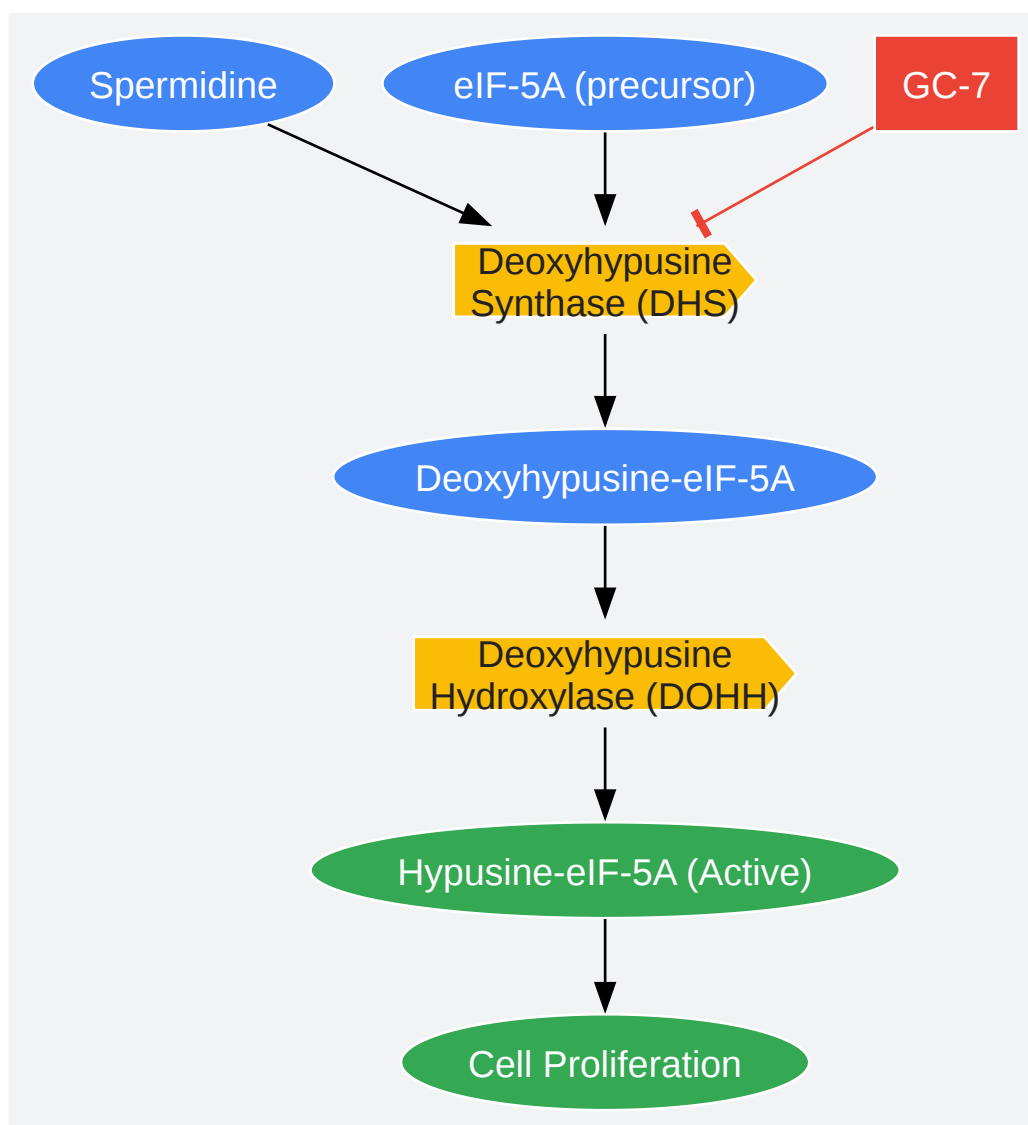 Spermidine
eIF-5A (precursor)
GC-7
Deoxyhypusine
Synthase (DHS)
Deoxyhypusine-eIF-5A
Deoxyhypusine
Hydroxylase (DOHH)
Hypusine-eIF-5A (Active)
Cell Proliferation